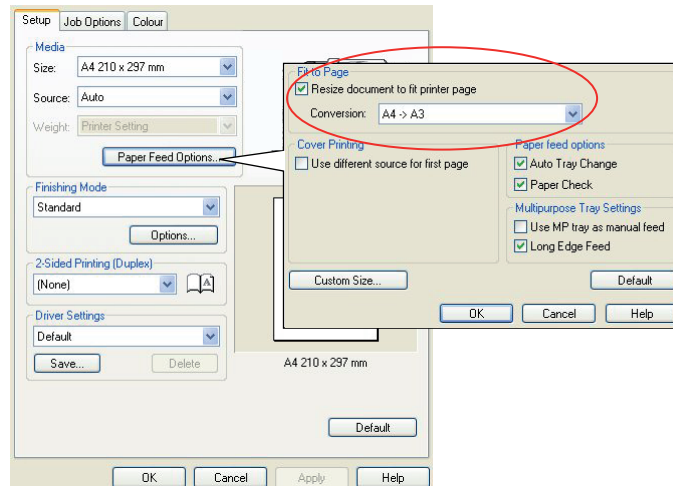 Setup
Job Options
Colour
Media
Size: A4 210 x 297 mm
Source: Auto
Weight: Printer Setting
Paper Feed Options...
Finishing Mode
Standard
Options...
2-Sided Printing (Duplex)
(None)
A
Driver Settings
Default
Save... Delete
A4 210 x 297 mm
Default
OK Cancel Apply Help
Fit to Page
Resize document to fit printer page
Conversion: A4 -> A3
Cover Printing
Use different source for first page
Paper feed options
Auto Tray Change
Paper Check
Multipurpose Tray Settings
Use MP tray as manual feed
Long Edge Feed
Custom Size... Default
OK Cancel Help